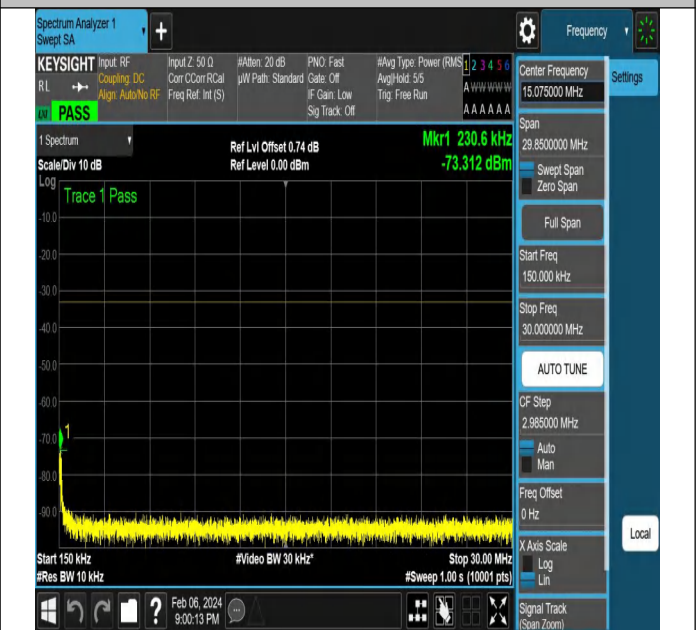 Spectrum Analyzer 1
Swept SA
+
Frequency
KEYSIGHT
RL
PASS
Input: RF
Coupling: DC
Align: Auto/No RF
Input Z: 50 Ω
Corr CCorr RCal
Freq Ref: Int (S)
#Atten: 20 dB
µW Path: Standard
PNO: Fast
Gate: Off
IF Gain: Low
Sig Track: Off
#Avg Type: Power (RMS
Avg|Hold: 5/5
Trig: Free Run
1 2 3 4 5 6
A W W W W W
A A A A A A
Center Frequency
15.075000 MHz
Settings
Span
29.8500000 MHz
Swept Span
Zero Span
Full Span
Start Freq
150.000 kHz
Stop Freq
30.000000 MHz
AUTO TUNE
CF Step
2.985000 MHz
Auto
Man
Freq Offset
0 Hz
X Axis Scale
Log
Lin
Signal Track
(Span Zoom)
Local
1 Spectrum
Scale/Div 10 dB
Ref Lvl Offset 0.74 dB
Ref Level 0.00 dBm
Mkr1 230.6 kHz
-73.312 dBm
Log
Trace 1 Pass
-10.0
-20.0
-30.0
-40.0
-50.0
-60.0
-70.0
-80.0
-90.0
1
Start 150 kHz
#Res BW 10 kHz
#Video BW 30 kHz*
Stop 30.00 MHz
#Sweep 1.00 s (10001 pts)
?
Feb 06, 2024
9:00:13 PM